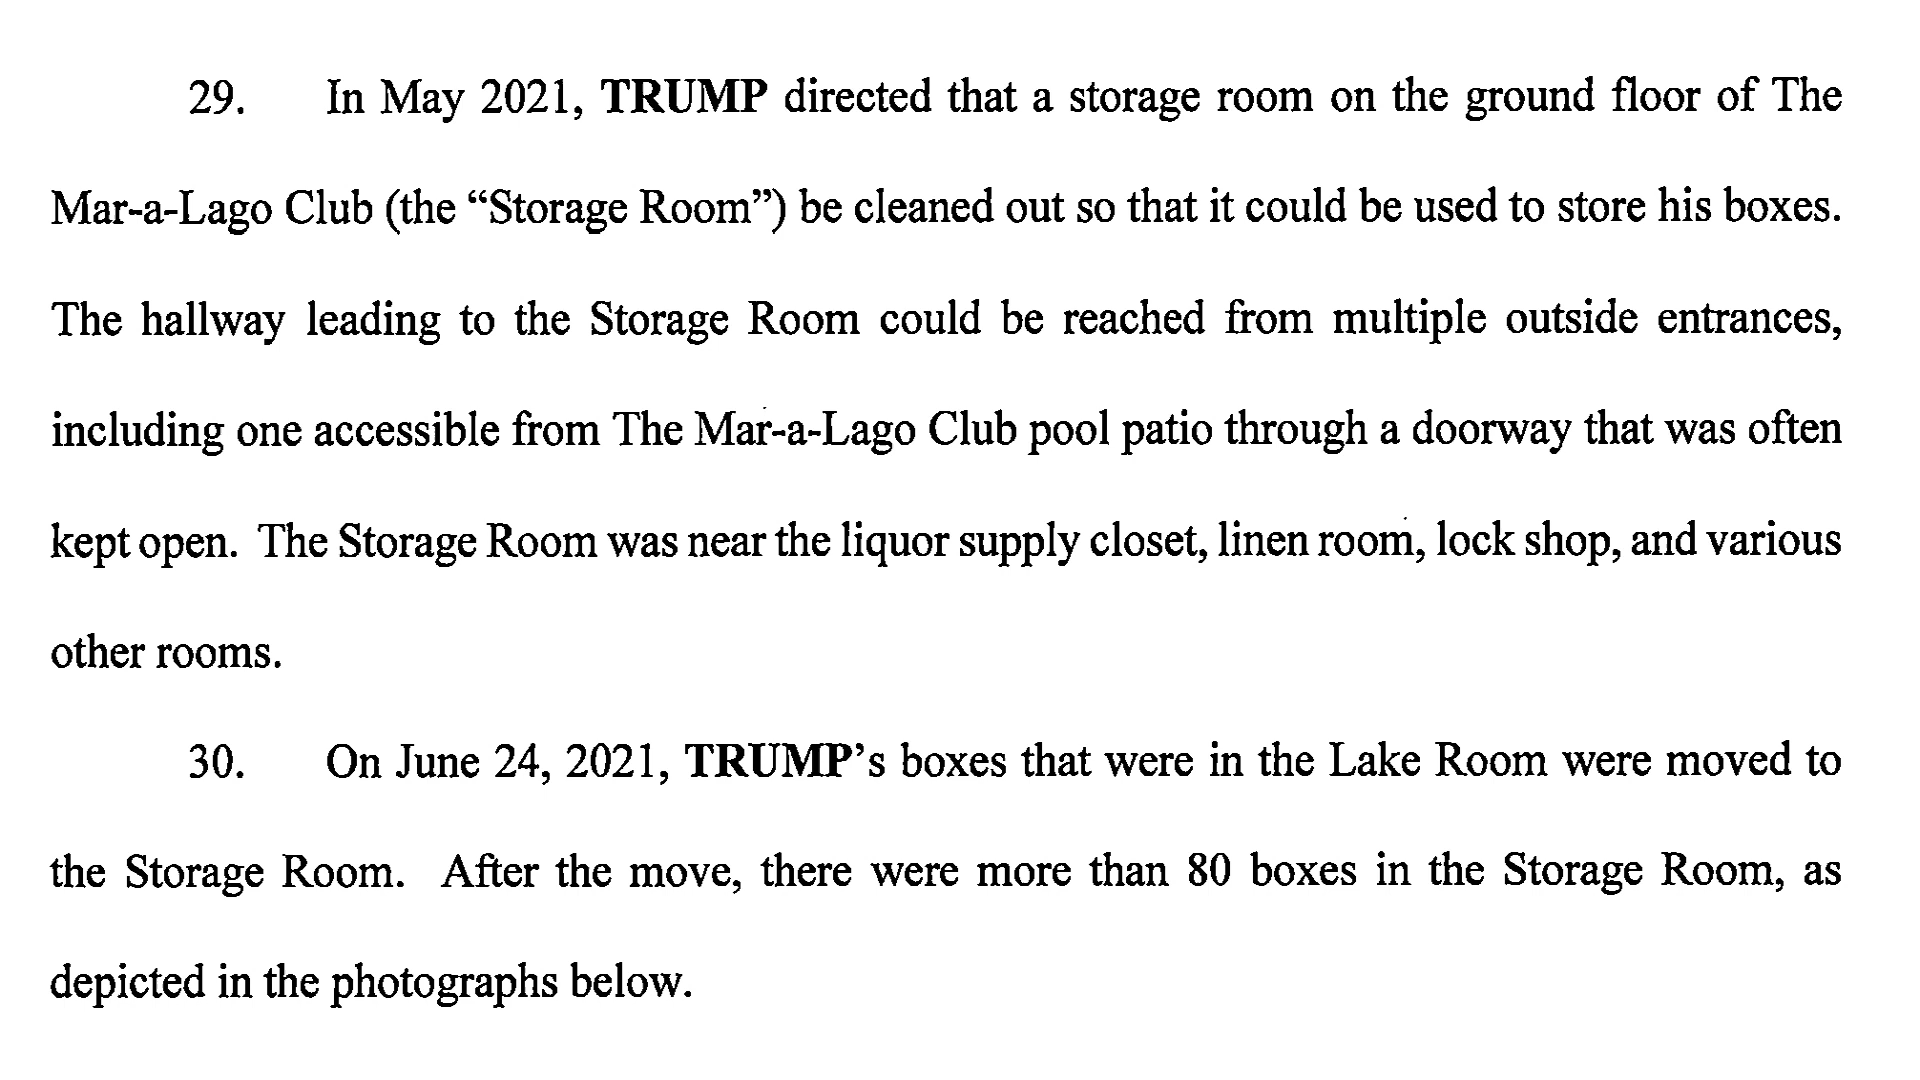 29. In May 2021, TRUMP directed that a storage room on the ground floor of The
Mar-a-Lago Club (the “Storage Room”) be cleaned out so that it could be used to store his boxes.
The hallway leading to the Storage Room could be reached from multiple outside entrances,
including one accessible from The Mar-a-Lago Club pool patio through a doorway that was often
kept open. The Storage Room was near the liquor supply closet, linen room, lock shop, and various
other rooms.
30. On June 24, 2021, TRUMP’s boxes that were in the Lake Room were moved to
the Storage Room. After the move, there were more than 80 boxes in the Storage Room, as
depicted in the photographs below.